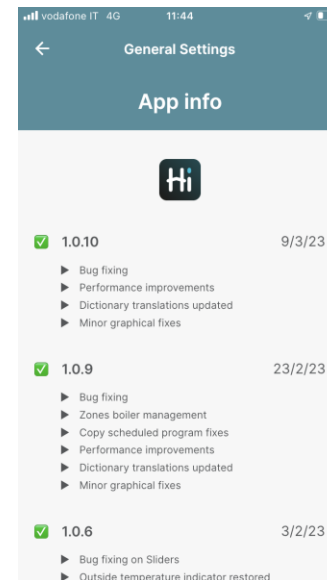 vodafone IT 4G 11:44
General Settings
App info
Hi
1.0.10 9/3/23
Bug fixing
Performance improvements
Dictionary translations updated
Minor graphical fixes
1.0.9 23/2/23
Bug fixing
Zones boiler management
Copy scheduled program fixes
Performance improvements
Dictionary translations updated
Minor graphical fixes
1.0.6 3/2/23
Bug fixing on Sliders
Outside temperature indicator restored